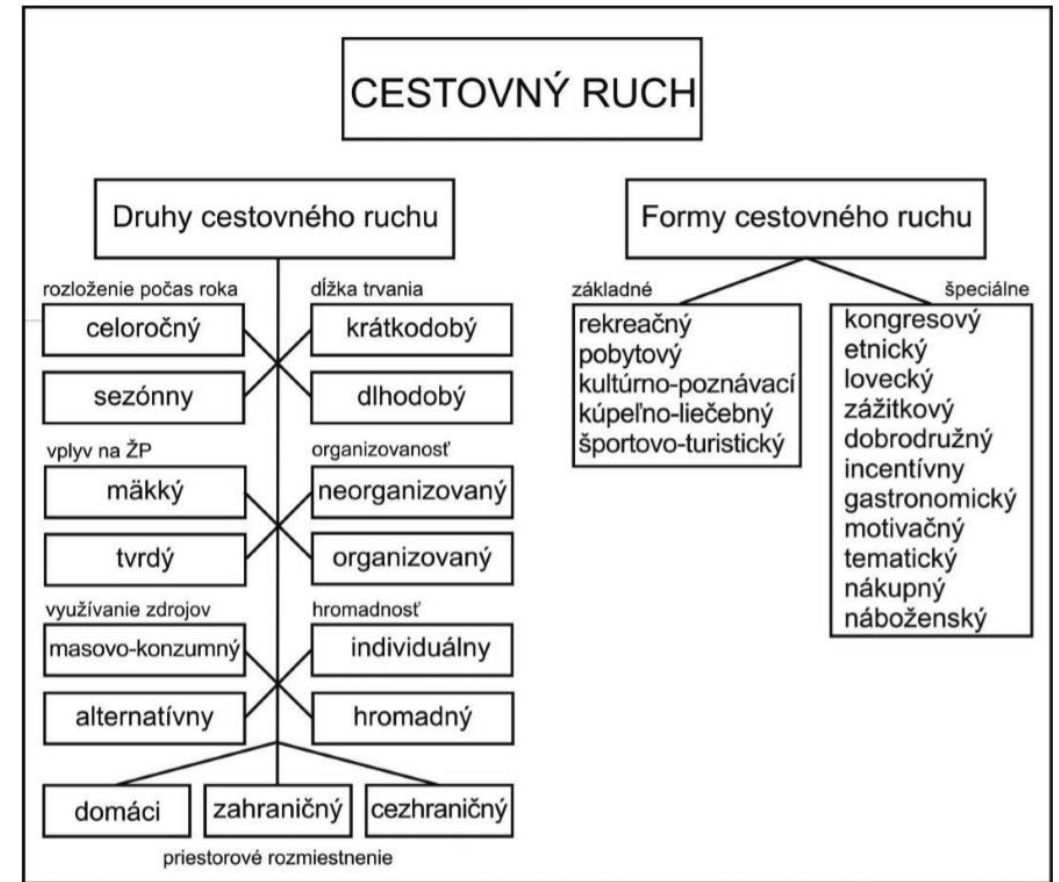 CESTOVNÝ RUCH
Druhy cestovného ruchu
rozloženie počas roka
celoročný
sezónny
dĺžka trvania
krátkodobý
dlhodobý
vplyv na ŽP
mäkký
tvrdý
organizovanosť
neorganizovaný
organizovaný
využívanie zdrojov
masovo-konzumný
alternatívny
hromadnosť
individuálny
hromadný
domáci
zahraničný
cezhraničný
priestorové rozmiestnenie
Formy cestovného ruchu
základné
rekreačný
pobytový
kultúrno-poznávací
kúpeľno-liečebný
športovo-turistický
špeciálne
kongresový
etnický
lovecký
zážitkový
dobrodružný
incentívny
gastronomický
motivačný
tematický
nákupný
náboženský